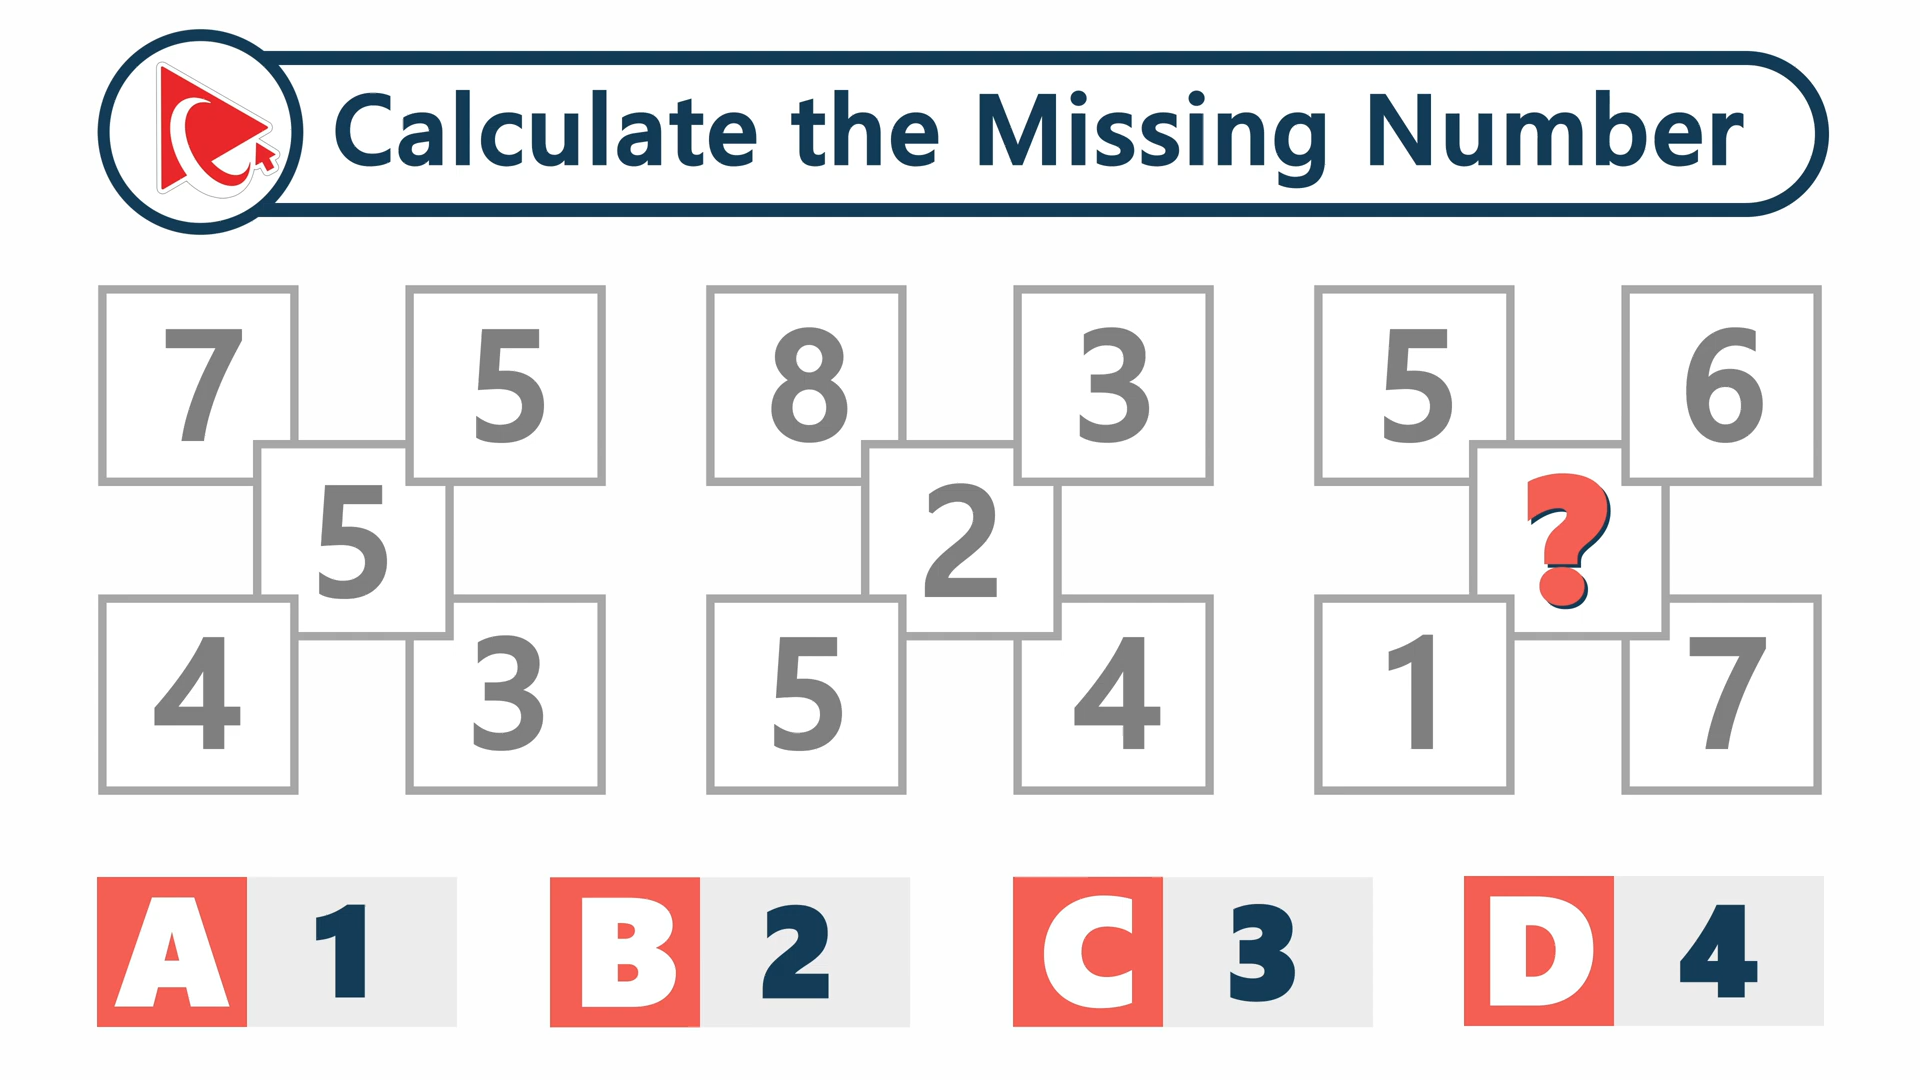 Calculate the Missing Number
7 5 8 3 5 6
5 2 ?
4 3 5 4 1 7
A 1 B 2 C 3 D 4